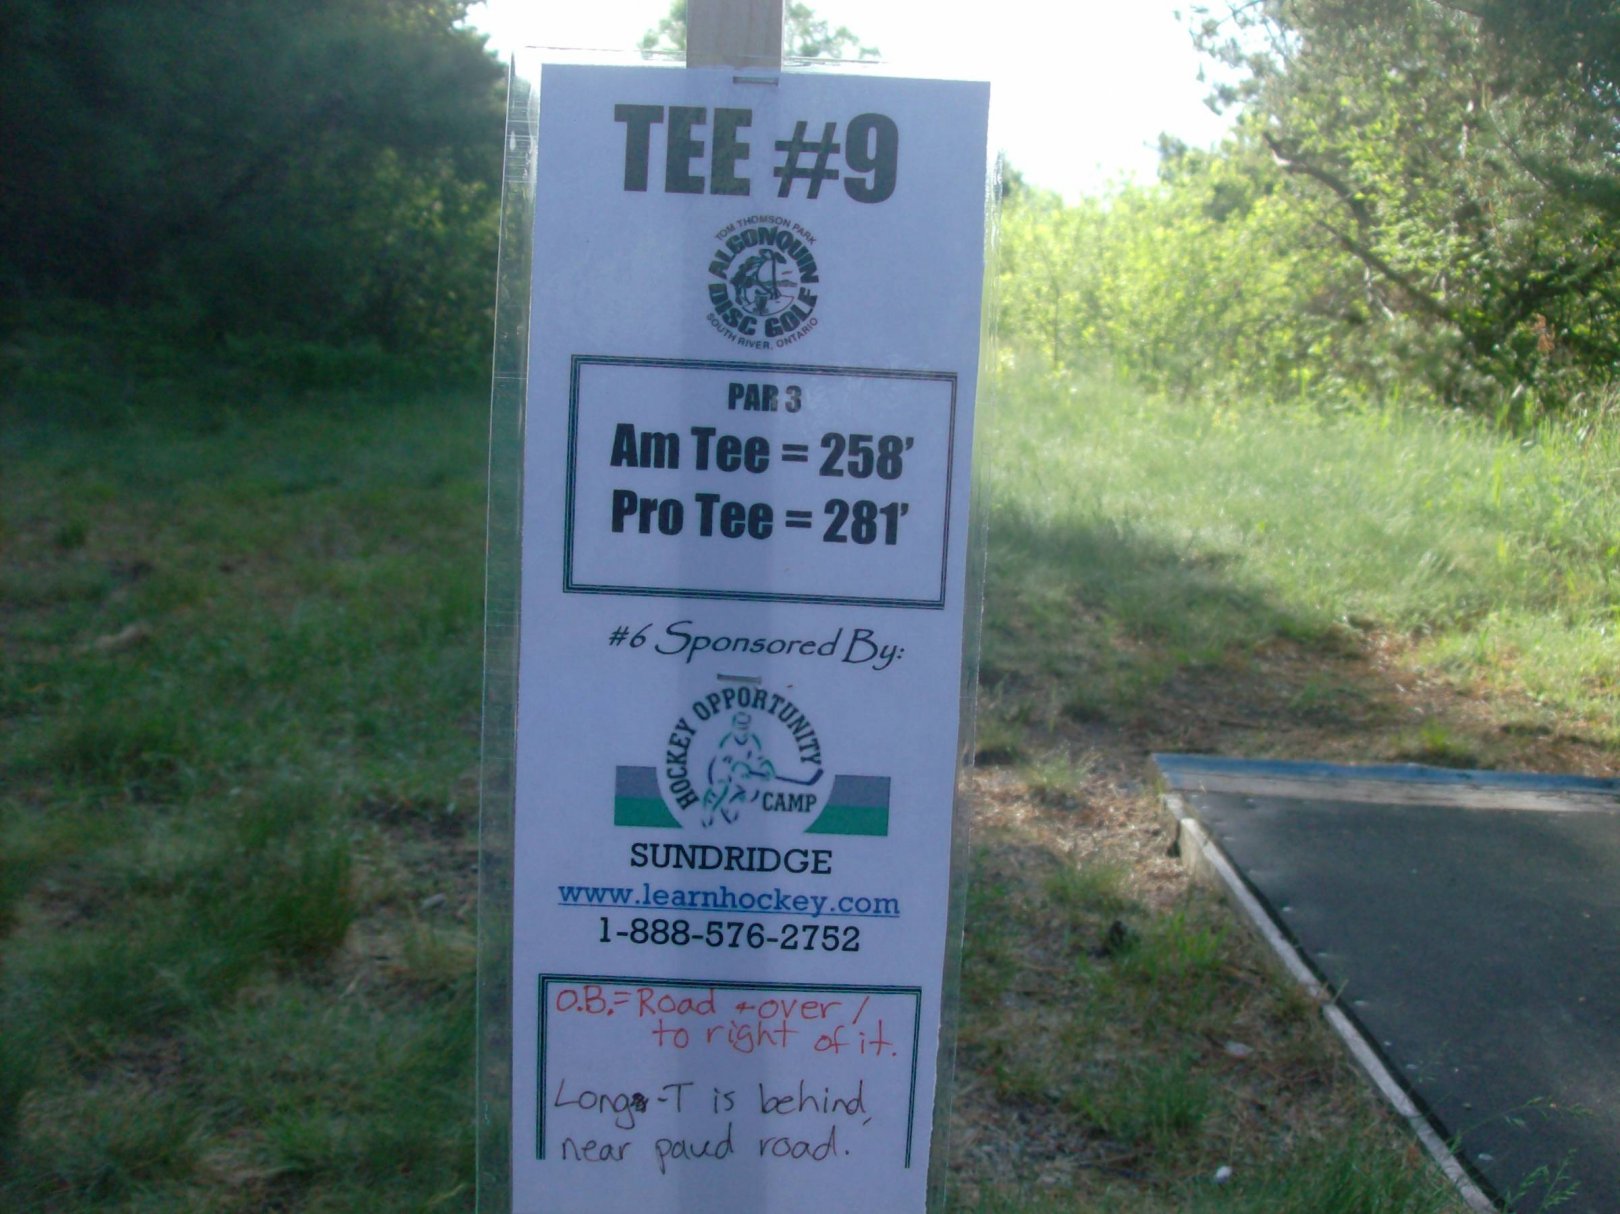 TEE #9
TOM THOMSON PARK
ALGONQUIN
DISC GOLF
SOUTH RIVER, ONTARIO
PAR 3
Am Tee = 258'
Pro Tee = 281'
#6 Sponsored By:
HOCKEY OPPORTUNITY
CAMP
SUNDRIDGE
www.learnhockey.com
1-888-576-2752
O.B.=Road + over /
to right of it.
Long-T is behind,
near paved road.